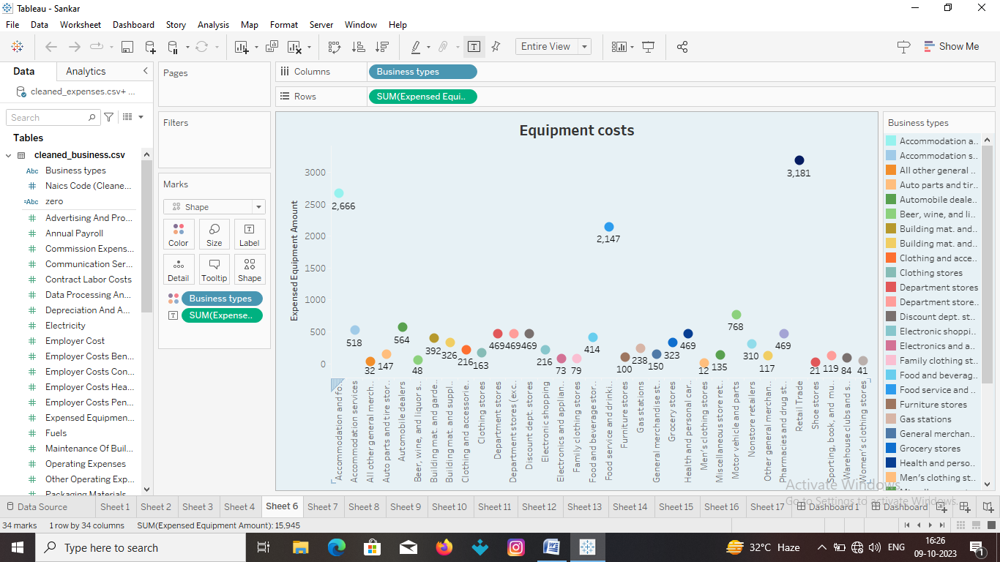 Tableau - Sankar
File Data Worksheet Dashboard Story Analysis Map Format Server Window Help
Entire View
Show Me
Data Analytics
cleaned_expenses.csv+ ...
Search
Tables
cleaned_business.csv
Abc Business types
# Naics Code (Cleane...
=Abc zero
# Advertising And Pro...
# Annual Payroll
# Commission Expens...
# Communication Ser...
# Contract Labor Costs
# Data Processing An...
# Depreciation And A...
# Electricity
# Employer Cost
# Employer Costs Ben...
# Employer Costs Con...
# Employer Costs Hea...
# Employer Costs Pen...
# Expensed Equipmen...
# Fuels
# Maintenance Of Buil...
# Operating Expenses
# Other Operating Exp...
# Packaging Materials
Pages
Filters
Marks
Shape
Color Size Label
Detail Tooltip Shape
Business types
SUM(Expense..
Columns Business types
Rows SUM(Expensed Equi..
Equipment costs
Expensed Equipment Amount
3000
2500
2000
1500
1000
500
0
2,666
518
32
147
564
48
392
326
216
163
469
469
469
216
73
79
414
2,147
100
238
150
323
469
12
135
768
310
117
469
3,181
21
119
84
41
Accommodation and fo..
Accommodation services
All other general merch..
Auto parts and tire stor..
Automobile dealers
Beer, wine, and liquor s..
Building mat. and garde..
Building mat. and suppl..
Clothing and accessorie..
Clothing stores
Department stores
Department stores (exc..
Discount dept. stores
Electronic shopping
Electronics and applian..
Family clothing stores
Food and beverage stor..
Food service and drinki..
Furniture stores
Gas stations
General merchandise st..
Grocery stores
Health and personal car..
Men's clothing stores
Miscellaneous store ret..
Motor vehicle and parts
Nonstore retailers
Other general merchan..
Pharmacies and drug st..
Retail Trade
Shoe stores
Sporting, book, and mu..
Warehouse clubs and s..
Women's clothing stores
Business types
Accommodation a..
Accommodation s..
All other general ..
Auto parts and tir..
Automobile deale..
Beer, wine, and li..
Building mat. and..
Building mat. and..
Clothing and acce..
Clothing stores
Department stores
Department store..
Discount dept. st..
Electronic shoppi..
Electronics and a..
Family clothing st..
Food and beverag..
Food service and ..
Furniture stores
Gas stations
General merchan..
Grocery stores
Health and perso..
Men's clothing st..
Activate Windows
Go to Settings to activate Windows.
Data Source Sheet 1 Sheet 2 Sheet 3 Sheet 4 Sheet 6 Sheet 7 Sheet 8 Sheet 9 Sheet 10 Sheet 11 Sheet 12 Sheet 13 Sheet 14 Sheet 15 Sheet 16 Sheet 17 Dashboard 1 Dashboard
34 marks 1 row by 34 columns SUM(Expensed Equipment Amount): 15,945
Type here to search
32°C Haze
ENG
16:26
09-10-2023
1